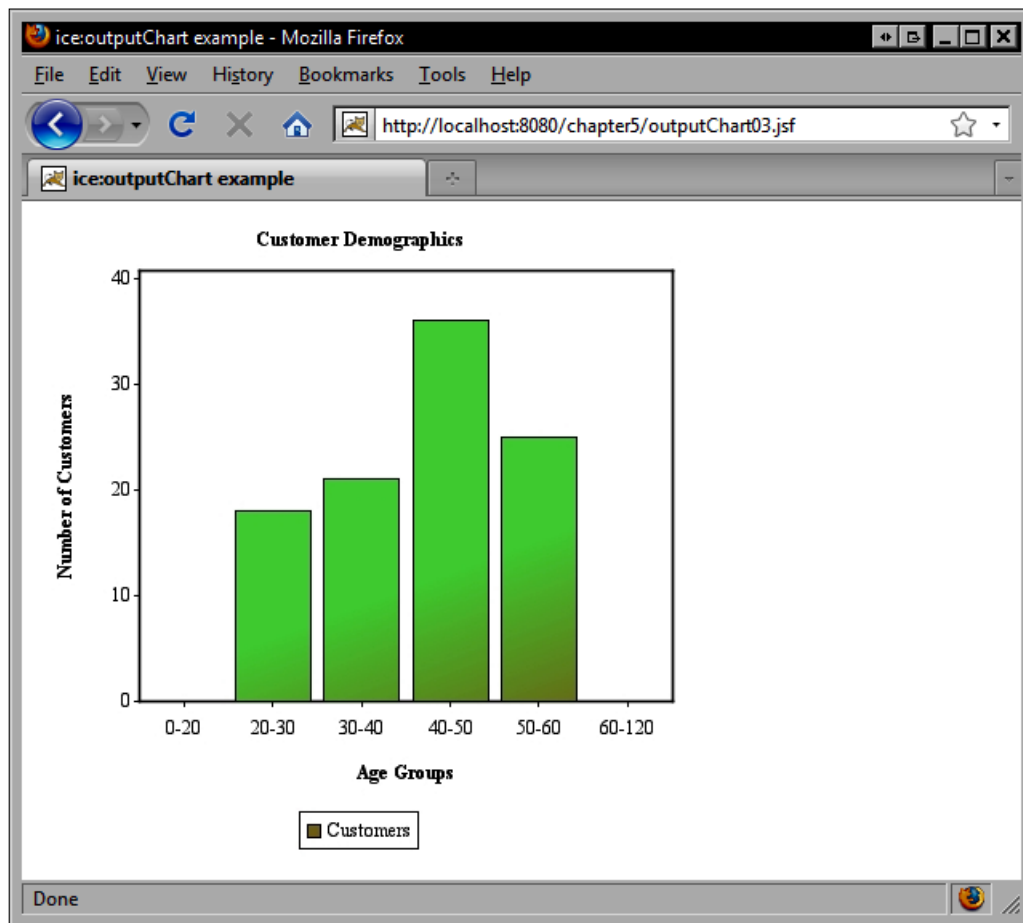 ice:outputChart example - Mozilla Firefox
File Edit View History Bookmarks Tools Help
http://localhost:8080/chapter5/outputChart03.jsf
ice:outputChart example
Customer Demographics
40
30
20
10
0
Number of Customers
0-20 20-30 30-40 40-50 50-60 60-120
Age Groups
Customers
Done